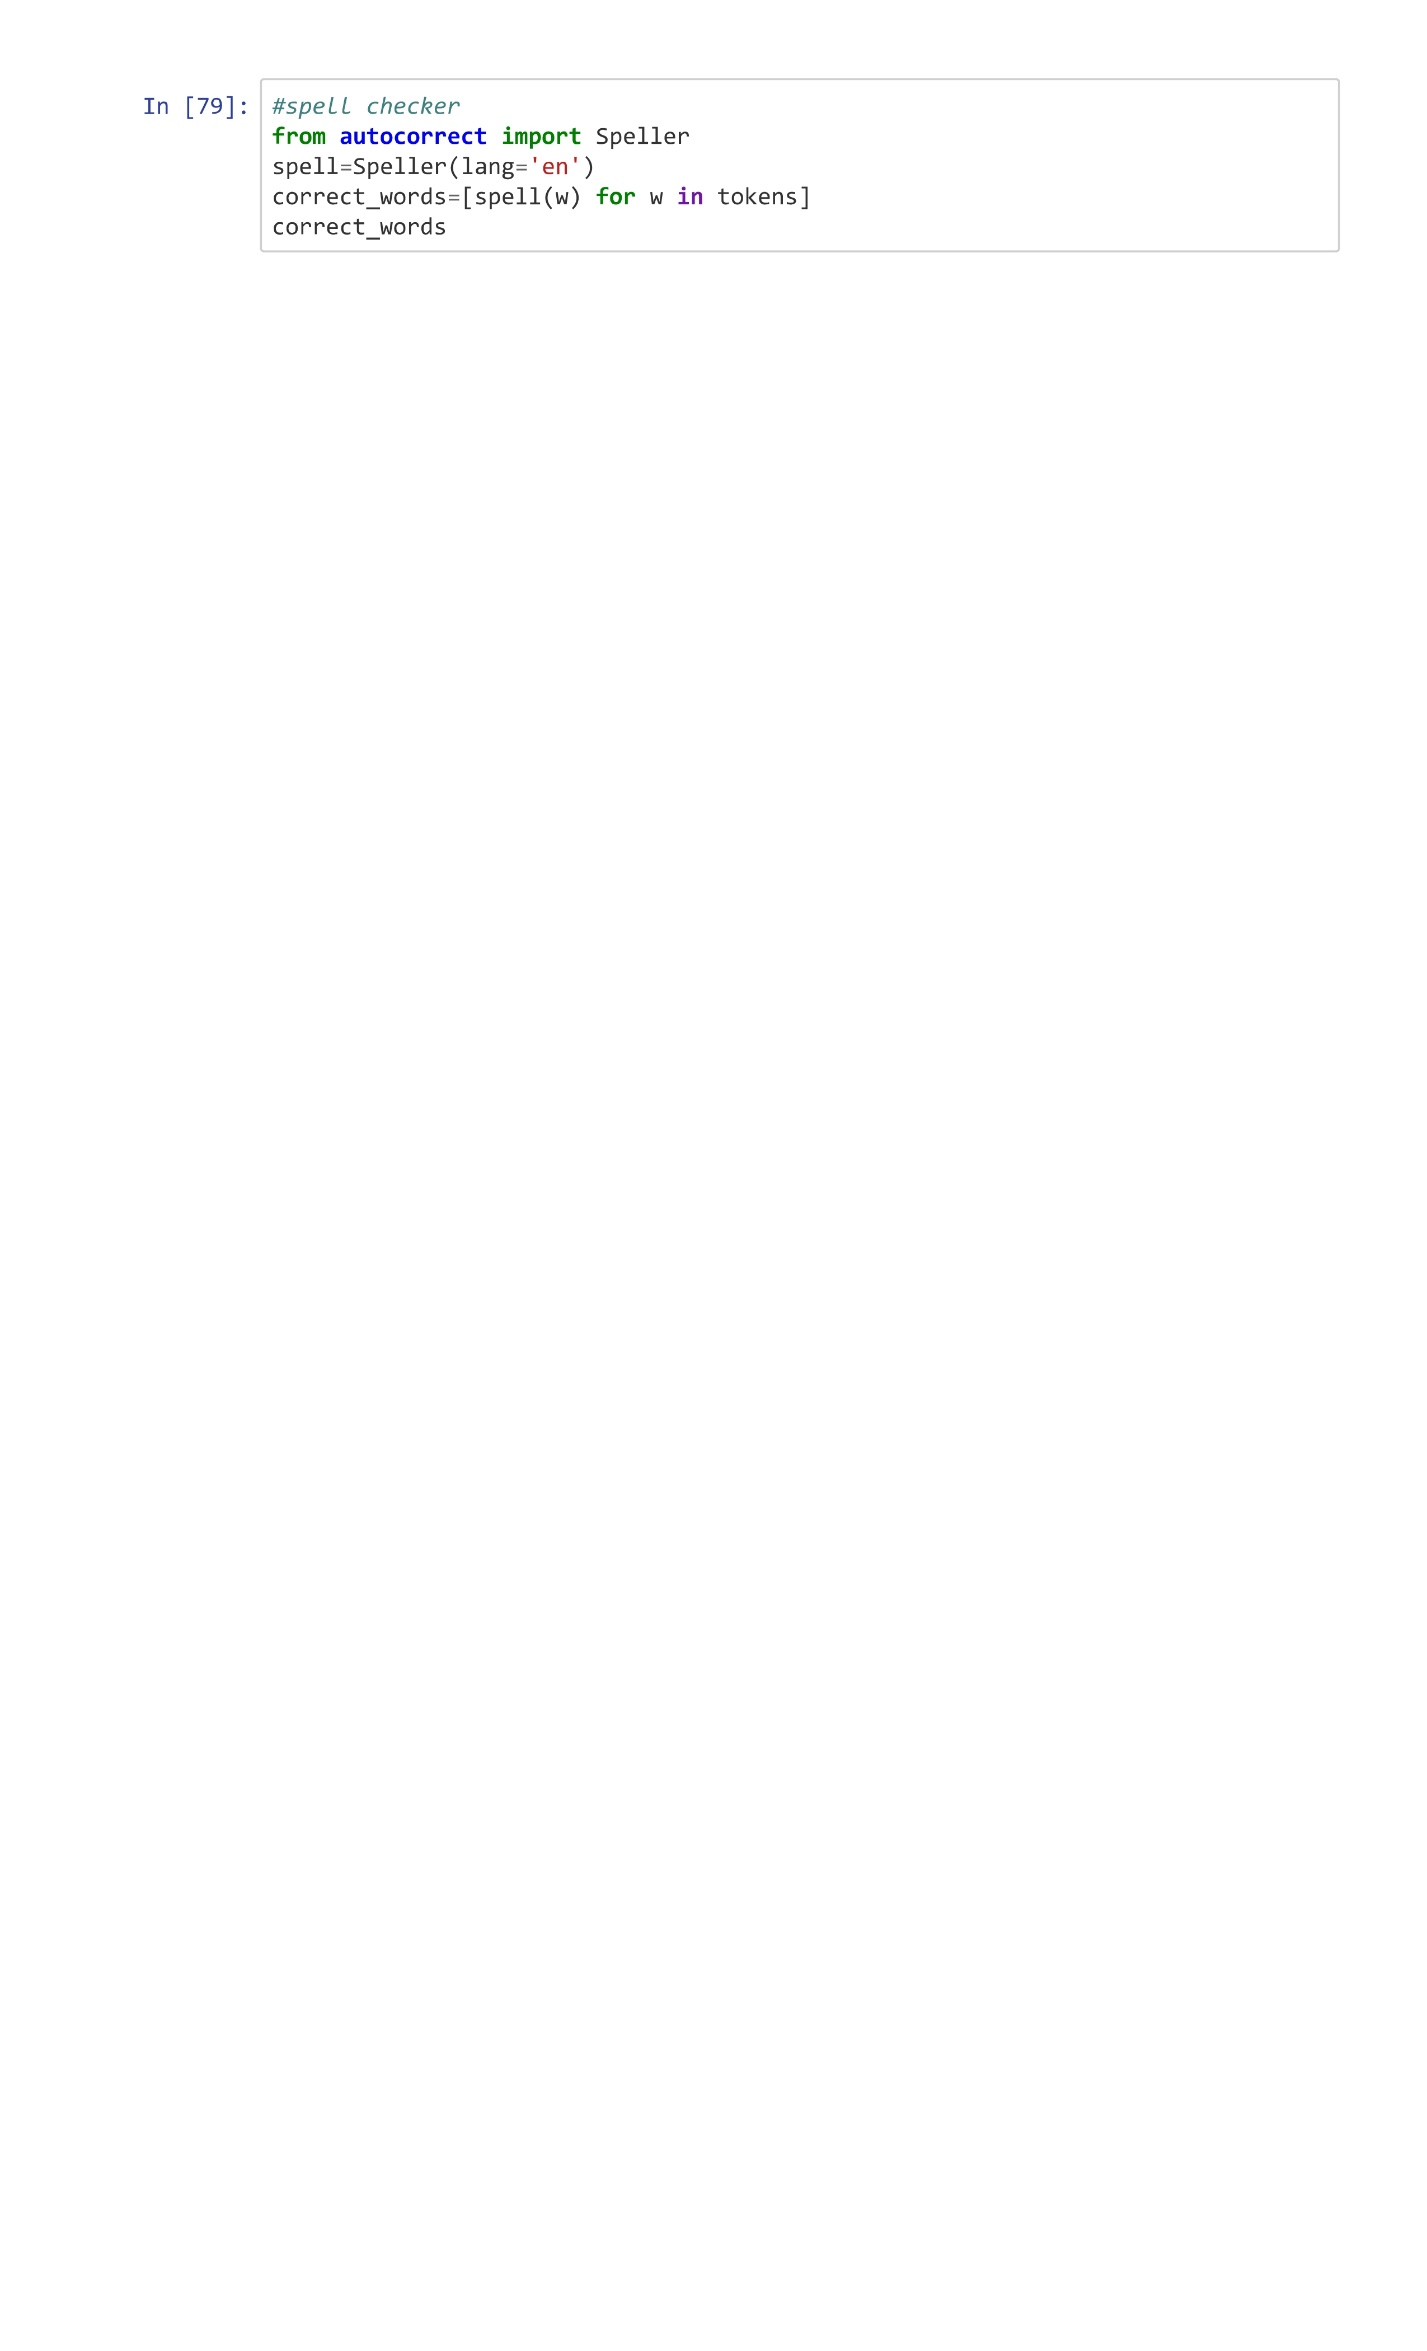 In [79]: #spell checker
from autocorrect import Speller
spell=Speller(lang='en')
correct_words=[spell(w) for w in tokens]
correct_words